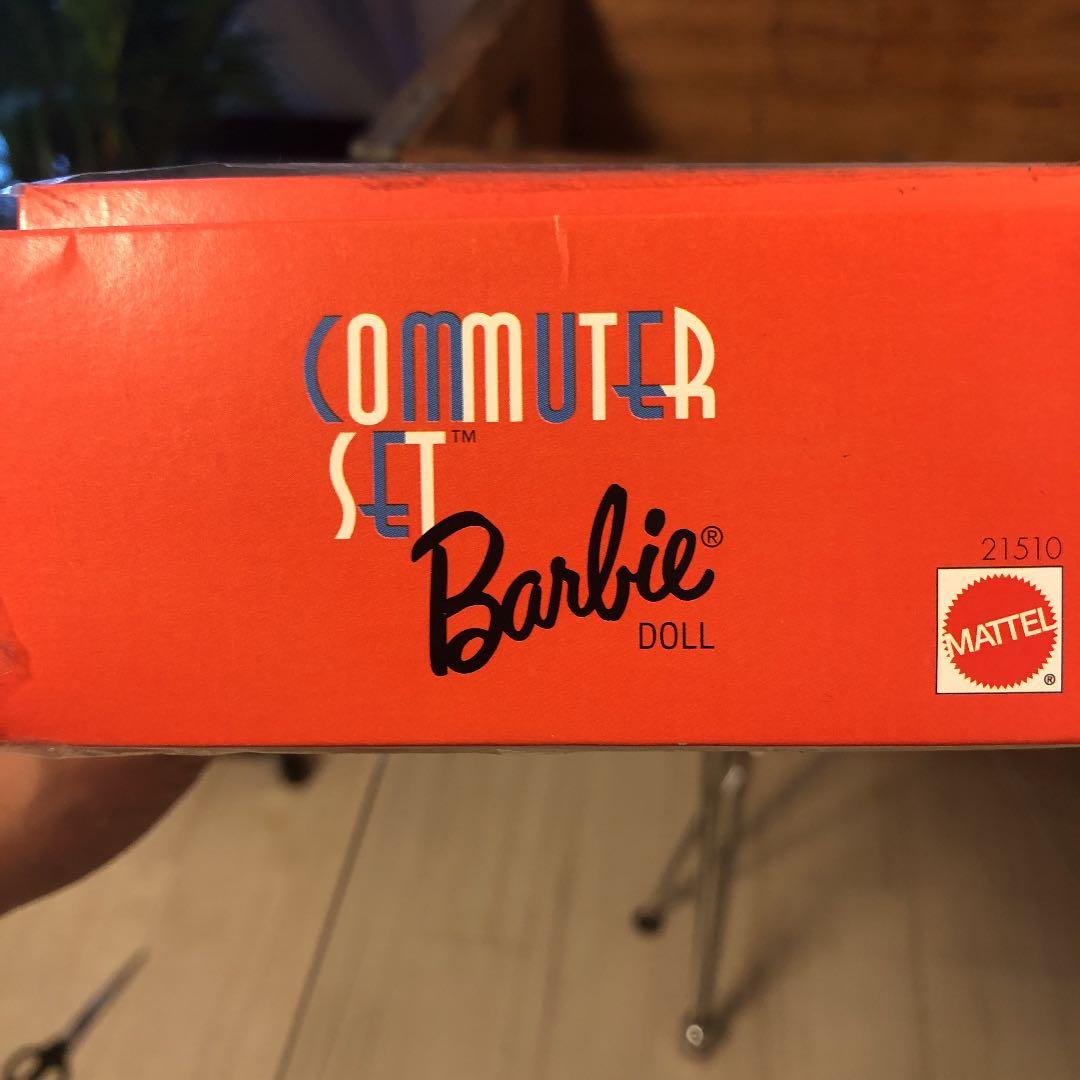 COMMUTER
SET™
Barbie®
DOLL
21510
MATTEL
®